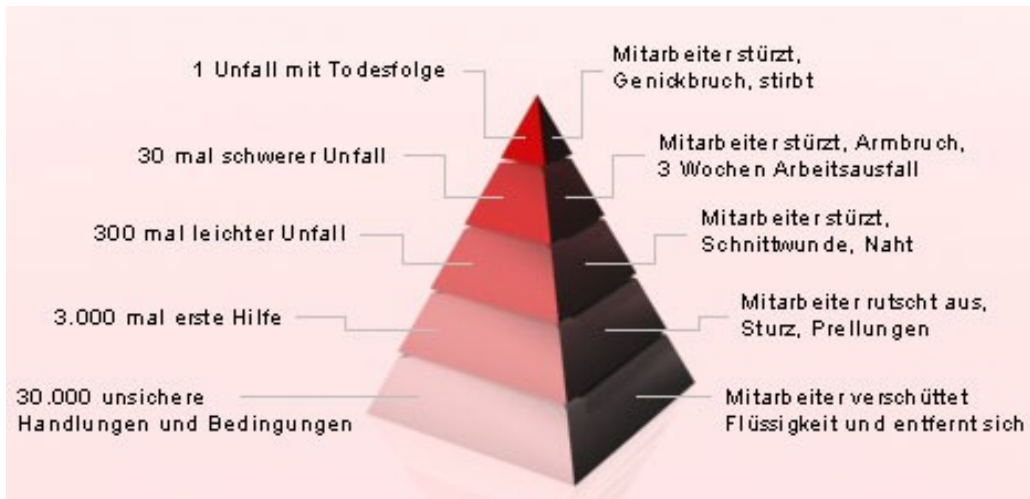 1 Unfall mit Todesfolge
Mitarbeiter stürzt,
Genickbruch, stirbt
30 mal schwerer Unfall
Mitarbeiter stürzt, Armbruch,
3 Wochen Arbeitsausfall
300 mal leichter Unfall
Mitarbeiter stürzt,
Schnittwunde, Naht
3.000 mal erste Hilfe
Mitarbeiter rutscht aus,
Sturz, Prellungen
30.000 unsichere
Handlungen und Bedingungen
Mitarbeiter verschüttet
Flüssigkeit und entfernt sich